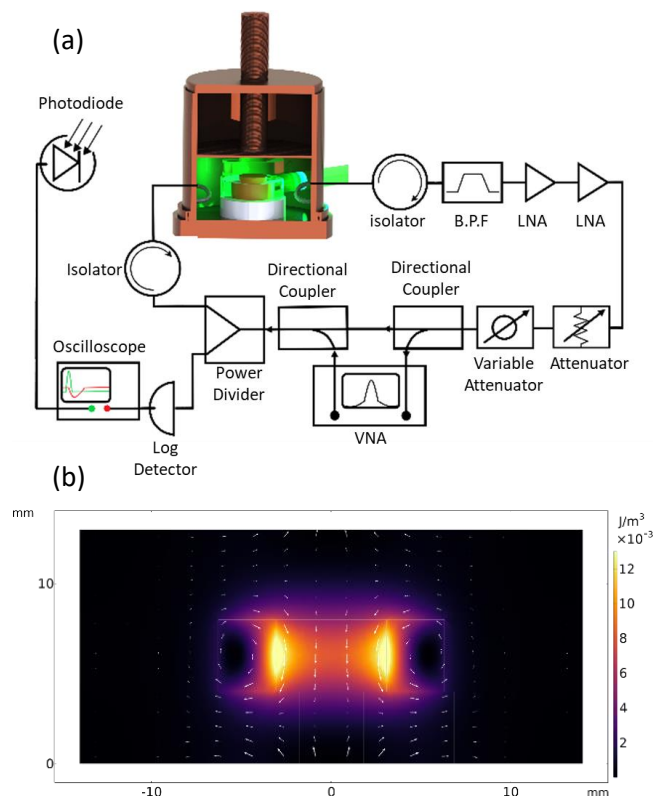 (a)
Photodiode
isolator
B.P.F
LNA
LNA
Isolator
Directional
Coupler
Directional
Coupler
Oscilloscope
Power
Divider
Variable
Attenuator
Attenuator
VNA
Log
Detector
(b)
mm
J/m³
×10⁻³
12
10
8
6
4
2
10
0
-10
0
10
mm